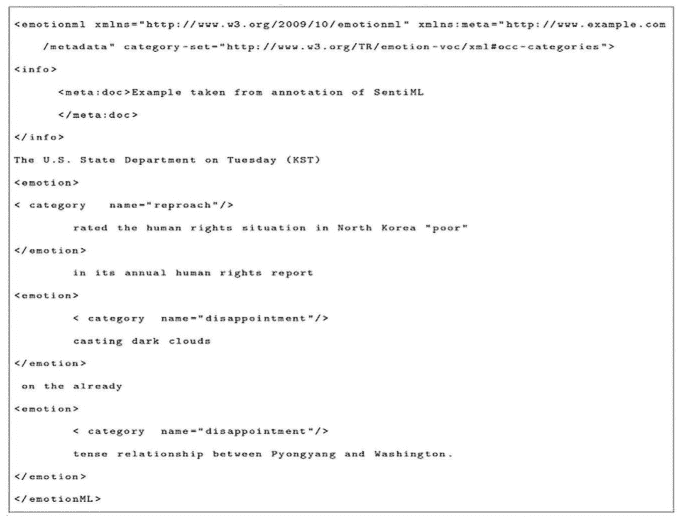 <emotionml xmlns="http://www.w3.org/2009/10/emotionml" xmlns:meta="http://www.example.com
/metadata" category-set="http://www.w3.org/TR/emotion-voc/xml#occ-categories">
<info>
<meta:doc>Example taken from annotation of SentiML
</meta:doc>
</info>
The U.S. State Department on Tuesday (KST)
<emotion>
< category name="reproach"/>
rated the human rights situation in North Korea "poor"
</emotion>
in its annual human rights report
<emotion>
< category name="disappointment"/>
casting dark clouds
</emotion>
on the already
<emotion>
< category name="disappointment"/>
tense relationship between Pyongyang and Washington.
</emotion>
</emotionML>